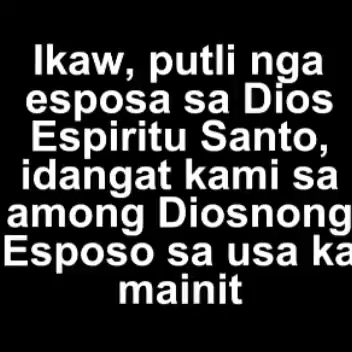 Ikaw, putli nga
esposa sa Dios
Espiritu Santo,
idangat kami sa
among Diosnong
Esposo sa usa ka
mainit